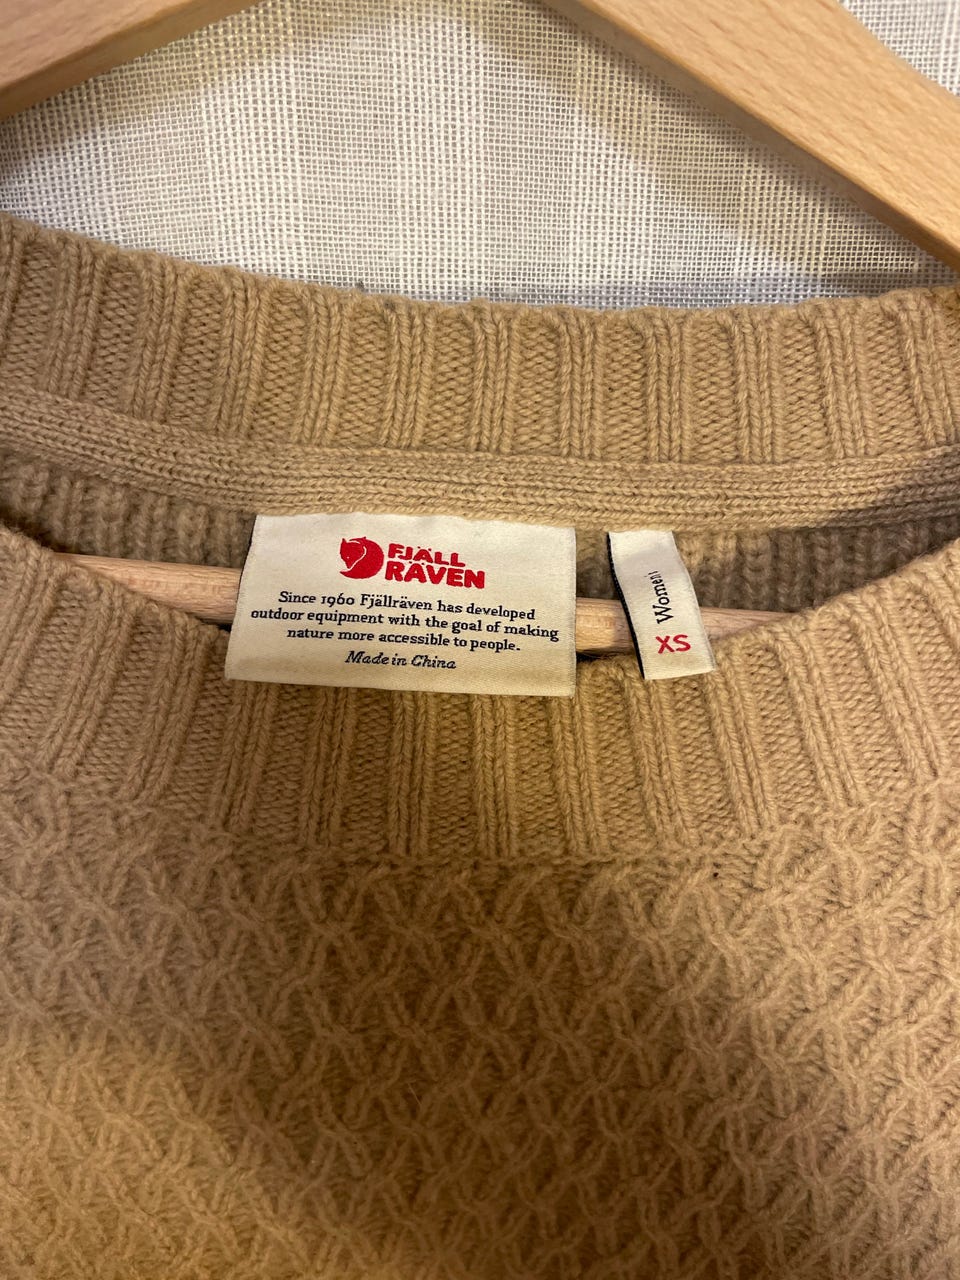 FJÄLL
RÄVEN
Since 1960 Fjällräven has developed
outdoor equipment with the goal of making
nature more accessible to people.
Made in China
Women's
XS